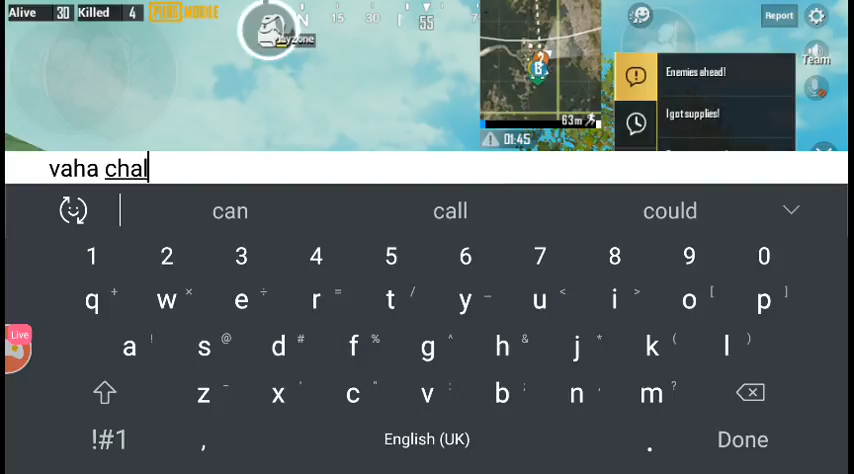 Alive 30 Killed 4 PUBG MOBILE
N 15 30 55
Report
Team
Enemies ahead!
I got supplies!
63m
01:45
vaha chal
can call could
1 2 3 4 5 6 7 8 9 0
q + w × e ÷ r = t / y _ u < i > o [ p ]
Live
a ! s @ d # f % g ^ h & j * k ( l )
z - x ' c " v : b ; n , m ?
!#1 , English (UK) . Done